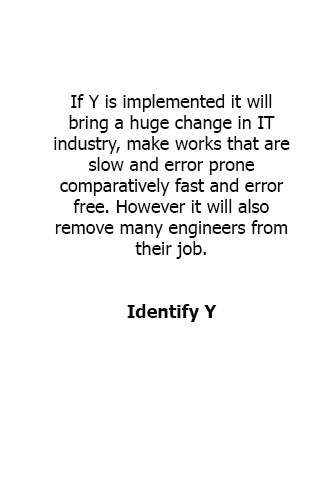 If Y is implemented it will
bring a huge change in IT
industry, make works that are
slow and error prone
comparatively fast and error
free. However it will also
remove many engineers from
their job.
Identify Y